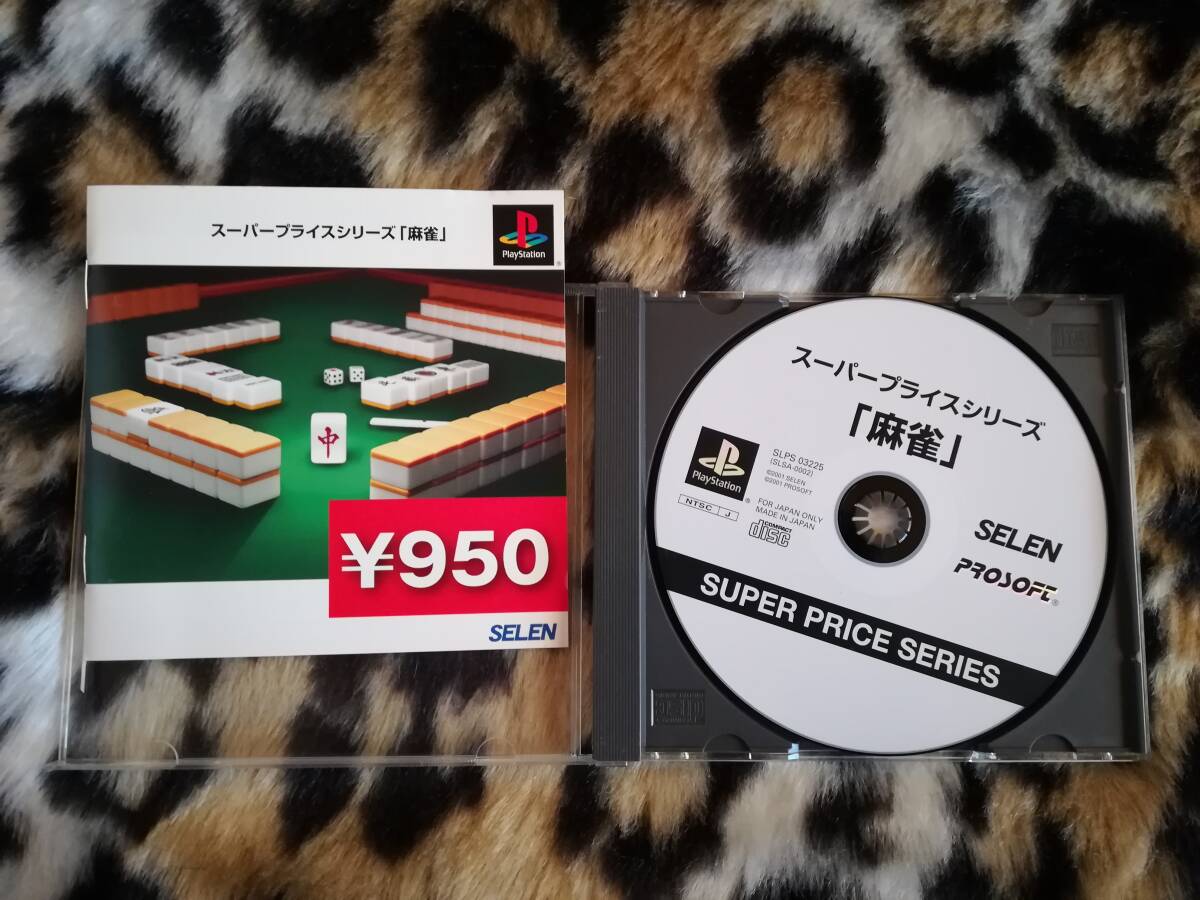 スーパープライスシリーズ「麻雀」
PlayStation
®
中
¥950
SELEN
スーパープライスシリーズ
「麻雀」
PlayStation
®
SLPS 03225
(SLSA-0002)
©2001 SELEN
©2001 PROSOFT
NTSC J
FOR JAPAN ONLY
MADE IN JAPAN
COMPACT
disc
SELEN
PROSOFT®
SUPER PRICE SERIES